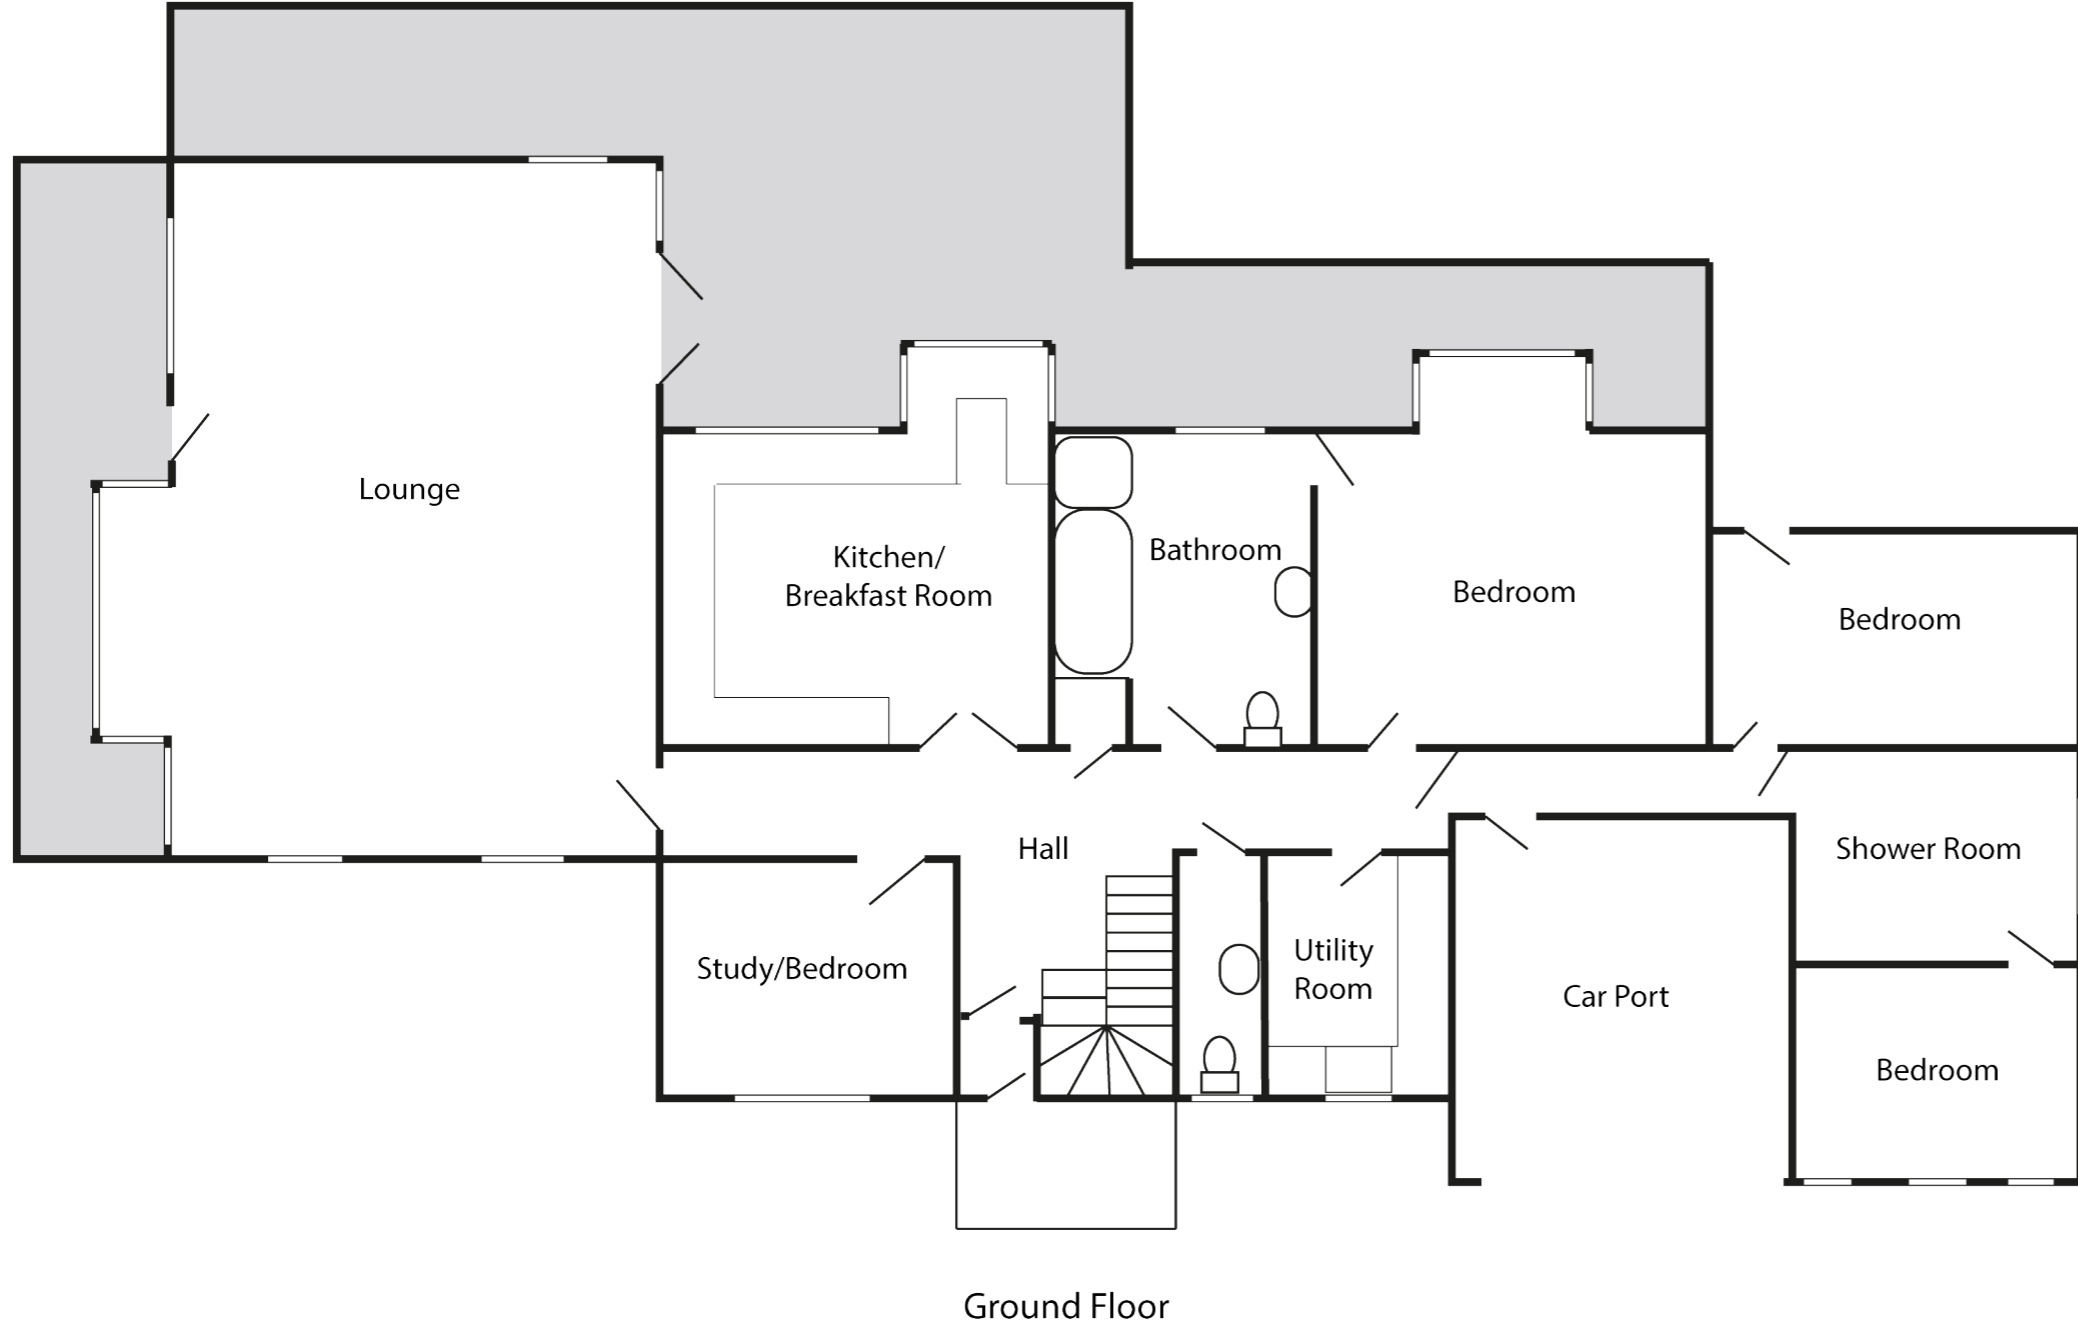 Lounge
Kitchen/
Breakfast Room
Bathroom
Bedroom
Bedroom
Hall
Shower Room
Study/Bedroom
Utility
Room
Car Port
Bedroom
Ground Floor